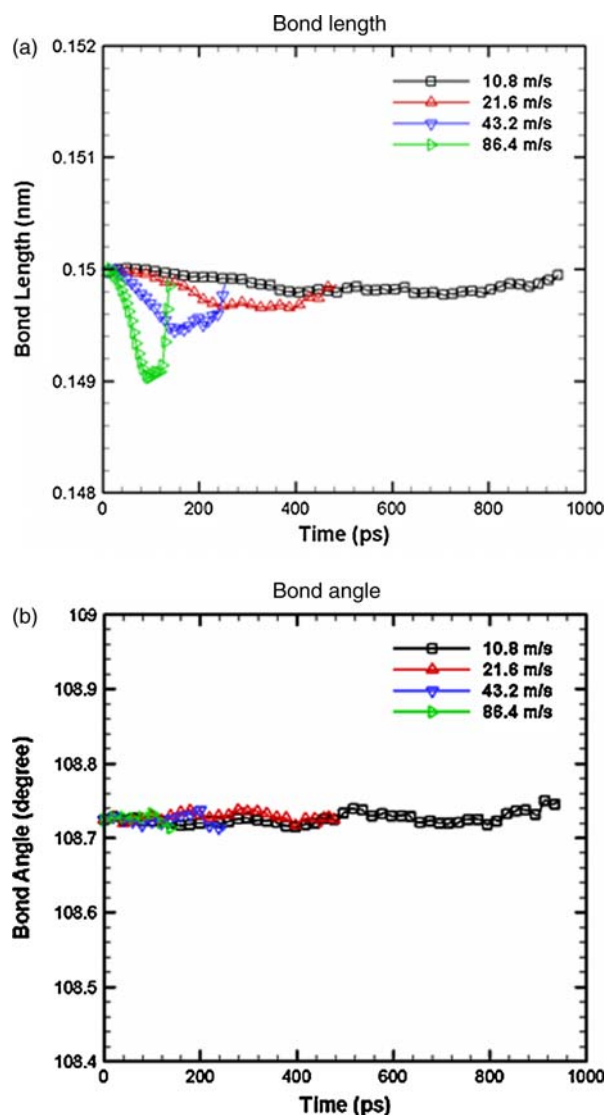 Bond length
(a)
0.152
0.151
0.15
0.149
0.148
Bond Length (nm)
10.8 m/s
21.6 m/s
43.2 m/s
86.4 m/s
0 200 400 600 800 1000
Time (ps)
Bond angle
(b)
109
108.9
108.8
108.7
108.6
108.5
108.4
Bond Angle (degree)
10.8 m/s
21.6 m/s
43.2 m/s
86.4 m/s
0 200 400 600 800 1000
Time (ps)